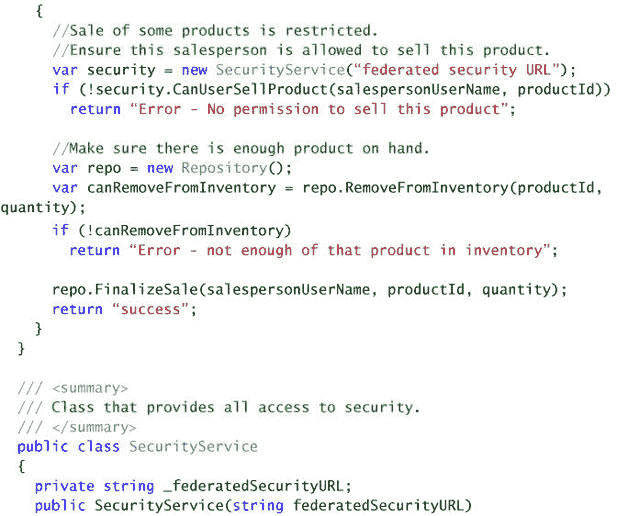 {
//Sale of some products is restricted.
//Ensure this salesperson is allowed to sell this product.
var security = new SecurityService(“federated security URL”);
if (!security.CanUserSellProduct(salespersonUserName, productId))
return “Error - No permission to sell this product”;
//Make sure there is enough product on hand.
var repo = new Repository();
var canRemoveFromInventory = repo.RemoveFromInventory(productId,
quantity);
if (!canRemoveFromInventory)
return “Error - not enough of that product in inventory”;
repo.FinalizeSale(salespersonUserName, productId, quantity);
return “success”;
}
}
/// <summary>
/// Class that provides all access to security.
/// </summary>
public class SecurityService
{
private string _federatedSecurityURL;
public SecurityService(string federatedSecurityURL)